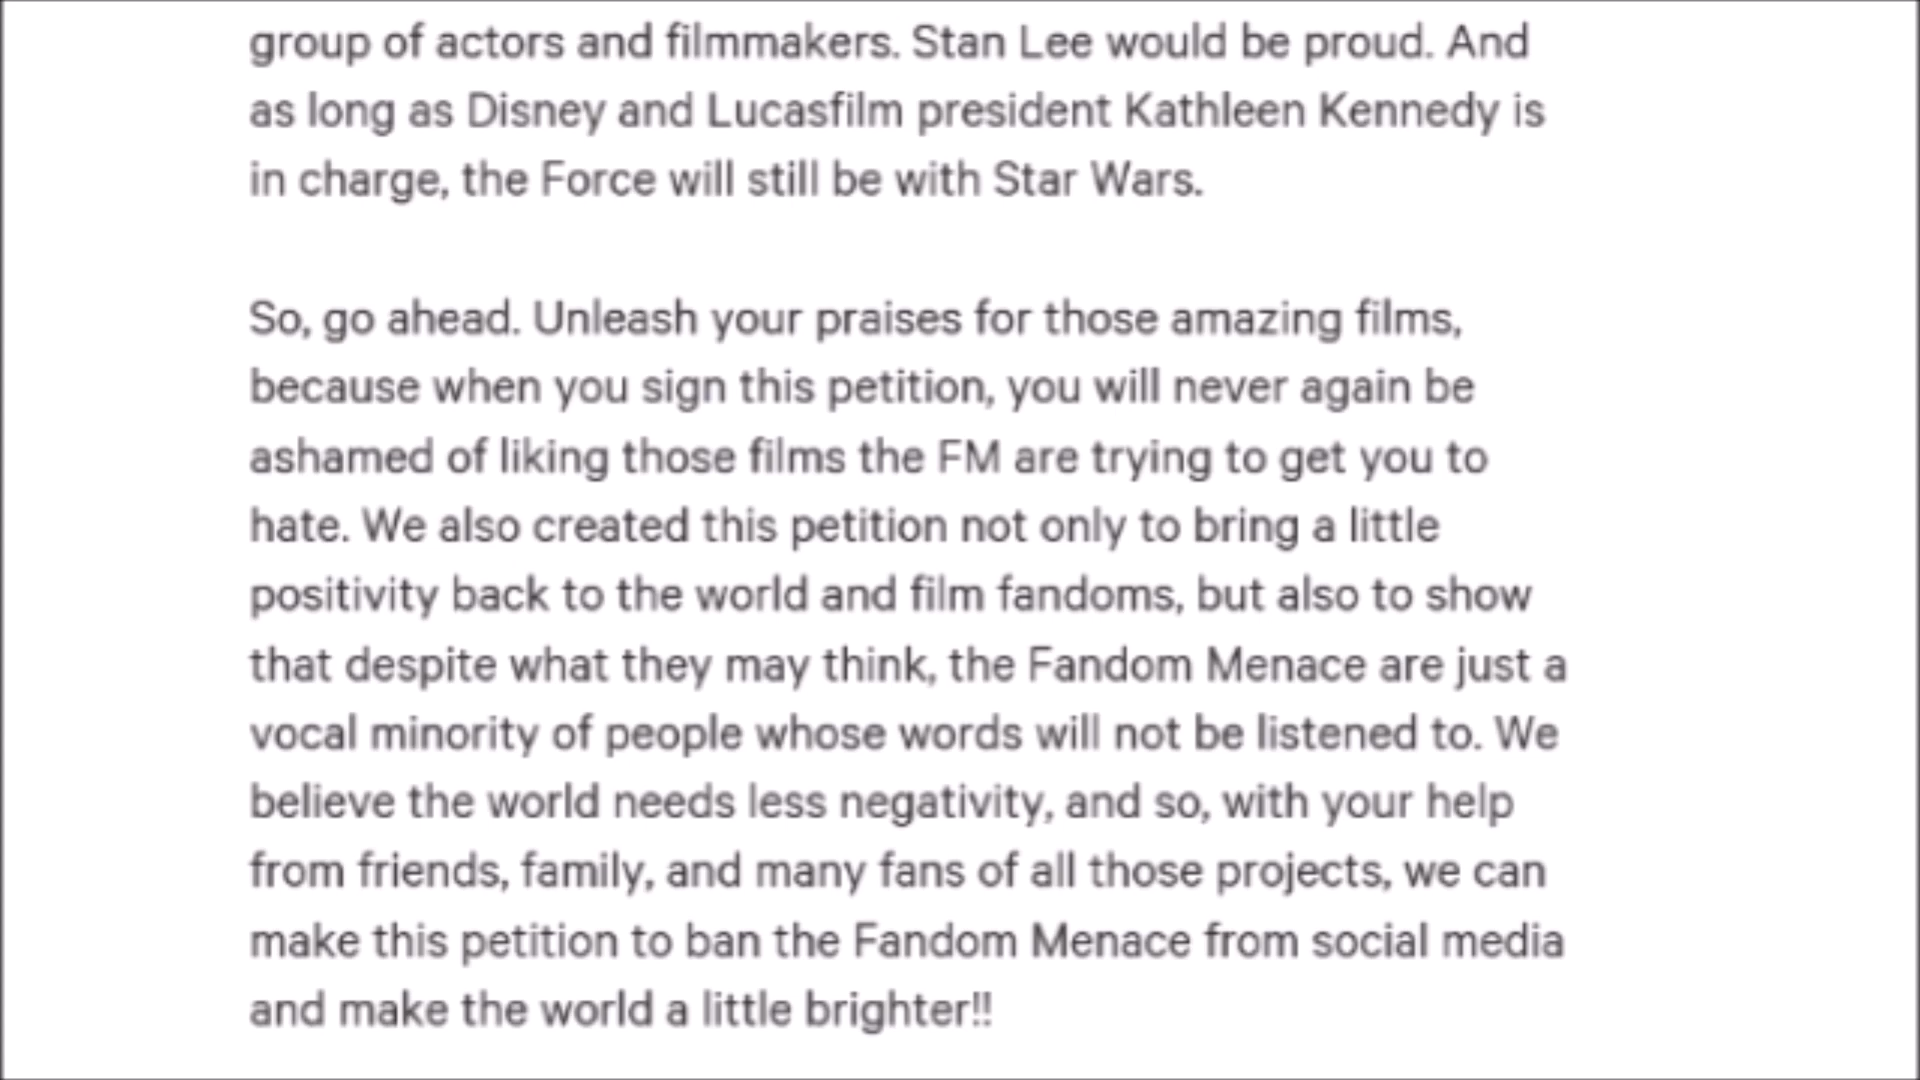 group of actors and filmmakers. Stan Lee would be proud. And
as long as Disney and Lucasfilm president Kathleen Kennedy is
in charge, the Force will still be with Star Wars.
So, go ahead. Unleash your praises for those amazing films,
because when you sign this petition, you will never again be
ashamed of liking those films the FM are trying to get you to
hate. We also created this petition not only to bring a little
positivity back to the world and film fandoms, but also to show
that despite what they may think, the Fandom Menace are just a
vocal minority of people whose words will not be listened to. We
believe the world needs less negativity, and so, with your help
from friends, family, and many fans of all those projects, we can
make this petition to ban the Fandom Menace from social media
and make the world a little brighter!!